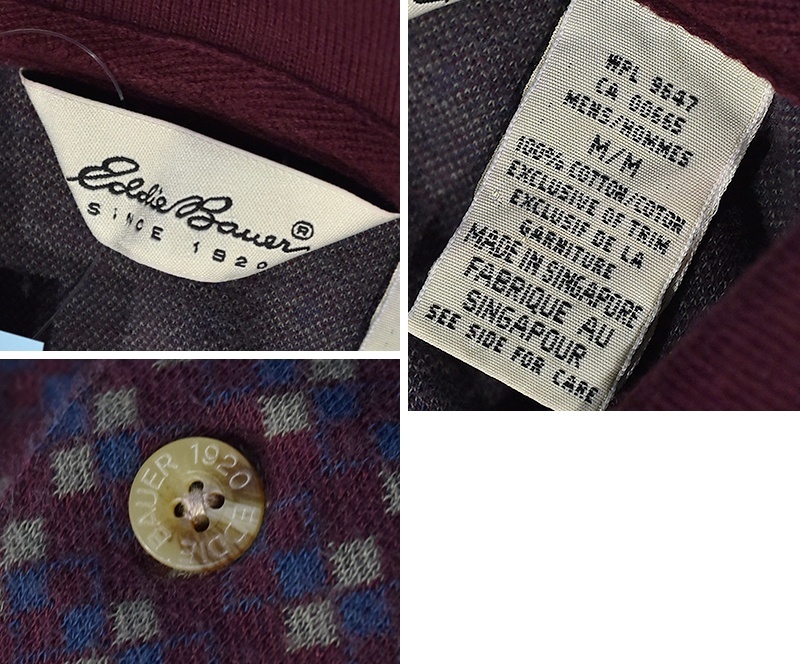 Eddie Bauer®
SINCE 1920
WPL 9647
CA 00665
MENS/HOMMES
M/M
100% COTTON/COTON
EXCLUSIVE OF TRIM
EXCLUSIF DE LA
GARNITURE
MADE IN SINGAPORE
FABRIQUE AU
SINGAPOUR
SEE SIDE FOR CARE
EDDIE BAUER 1920